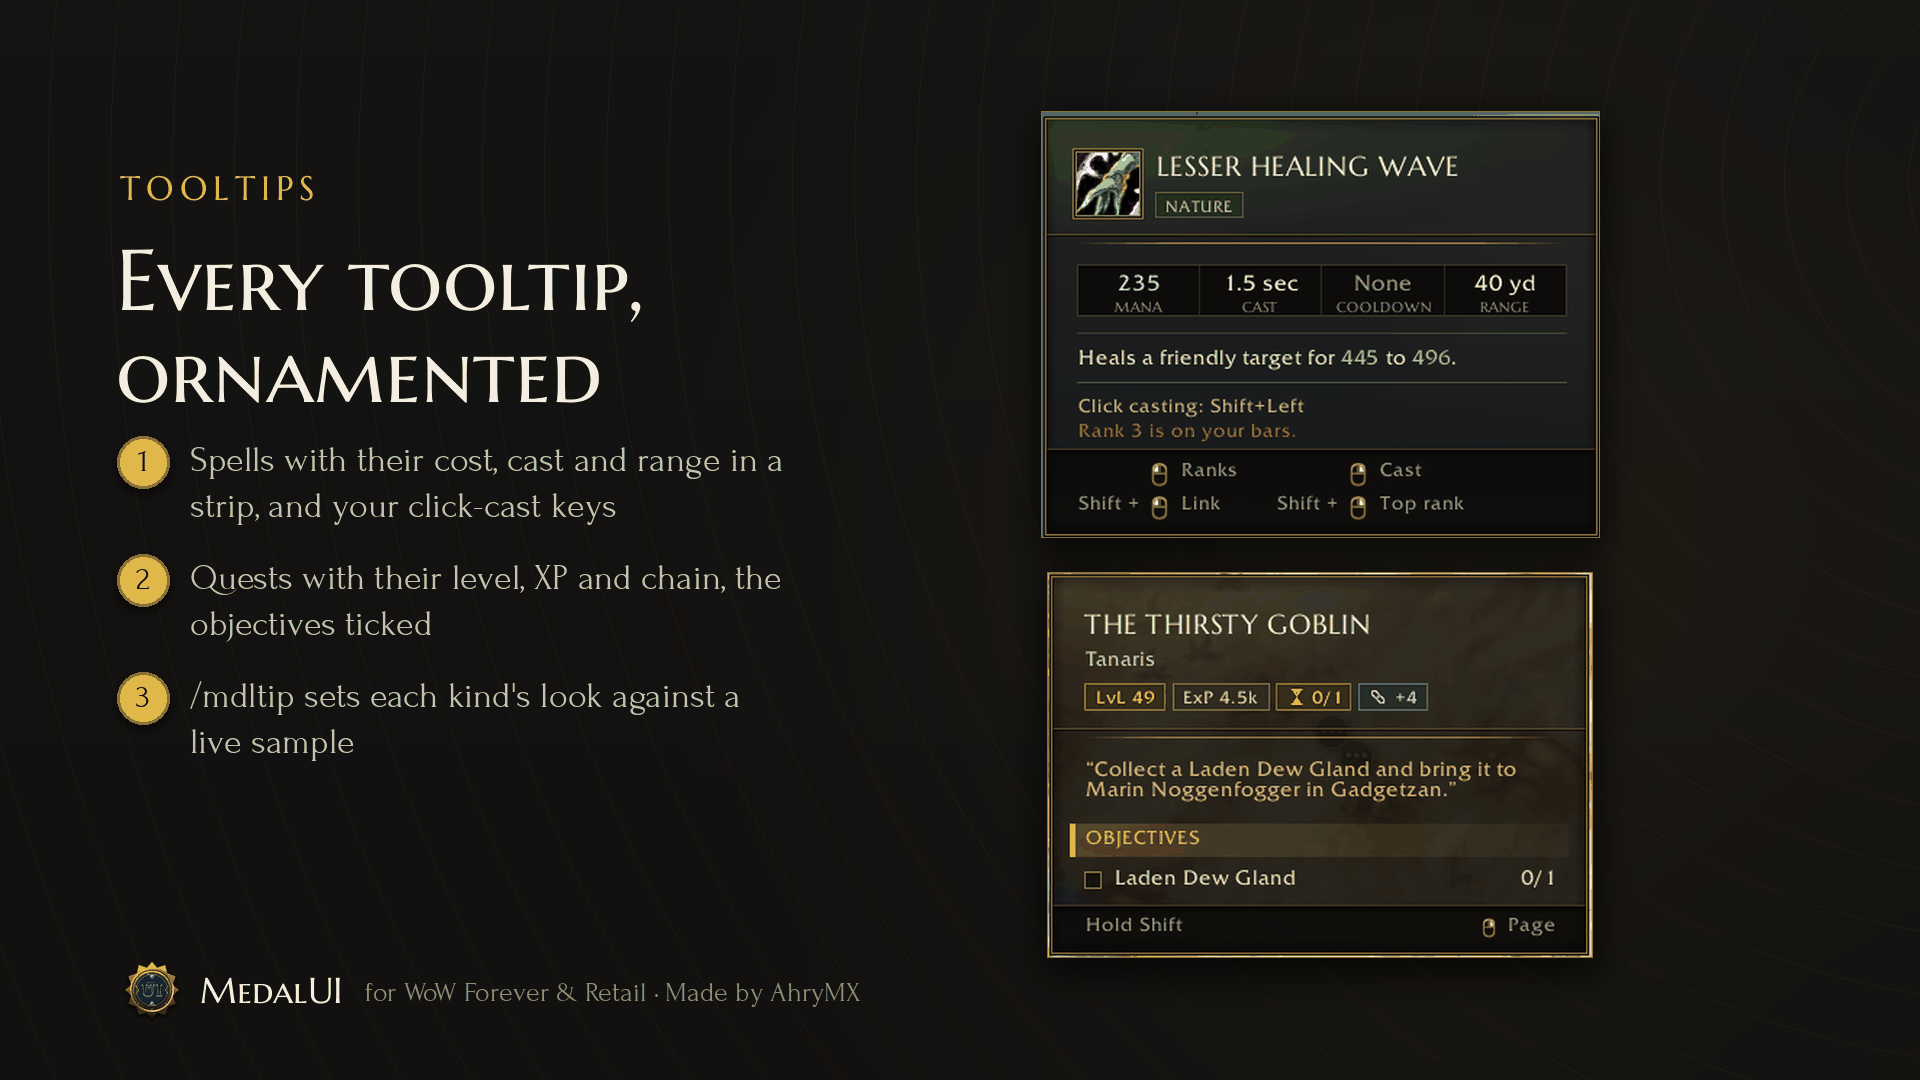 TOOLTIPS
EVERY TOOLTIP,
ORNAMENTED
1 Spells with their cost, cast and range in a
strip, and your click-cast keys
2 Quests with their level, XP and chain, the
objectives ticked
3 /mdltip sets each kind's look against a
live sample
MEDALUI for WoW Forever & Retail · Made by AhryMX
LESSER HEALING WAVE
NATURE
235 1.5 sec None 40 yd
MANA CAST COOLDOWN RANGE
Heals a friendly target for 445 to 496.
Click casting: Shift+Left
Rank 3 is on your bars.
Ranks Cast
Shift + Link Shift + Top rank
THE THIRSTY GOBLIN
Tanaris
LvL 49 ExP 4.5k 0/1 +4
“Collect a Laden Dew Gland and bring it to
Marin Noggenfogger in Gadgetzan.”
OBJECTIVES
Laden Dew Gland 0/1
Hold Shift Page